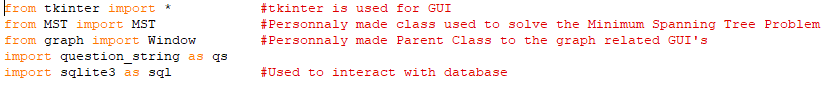 from tkinter import * #tkinter is used for GUI
from MST import MST #Personnaly made class used to solve the Minimum Spanning Tree Problem
from graph import Window #Personnaly made Parent Class to the graph related GUI's
import question_string as qs
import sqlite3 as sql #Used to interact with database